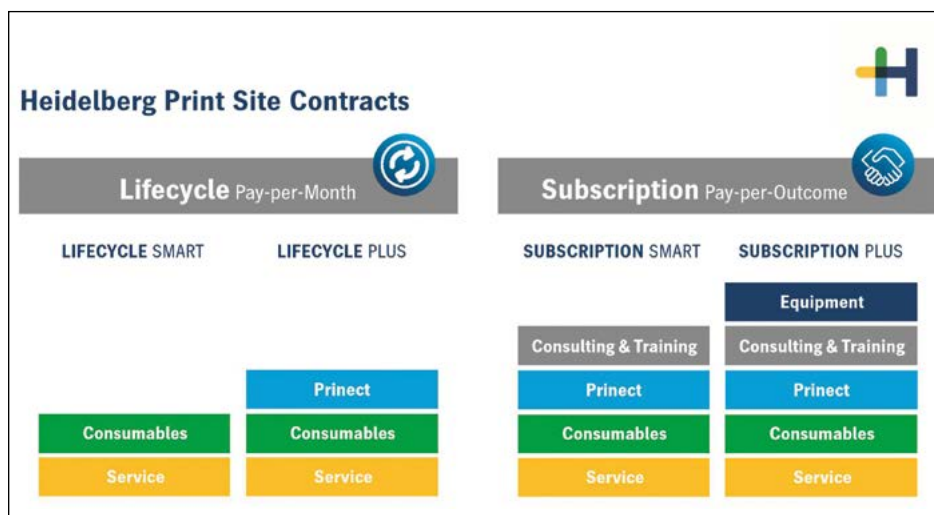 Heidelberg Print Site Contracts
Lifecycle Pay-per-Month
Subscription Pay-per-Outcome
LIFECYCLE SMART
LIFECYCLE PLUS
SUBSCRIPTION SMART
SUBSCRIPTION PLUS
Equipment
Consulting & Training
Consulting & Training
Prinect
Prinect
Prinect
Consumables
Consumables
Consumables
Consumables
Service
Service
Service
Service